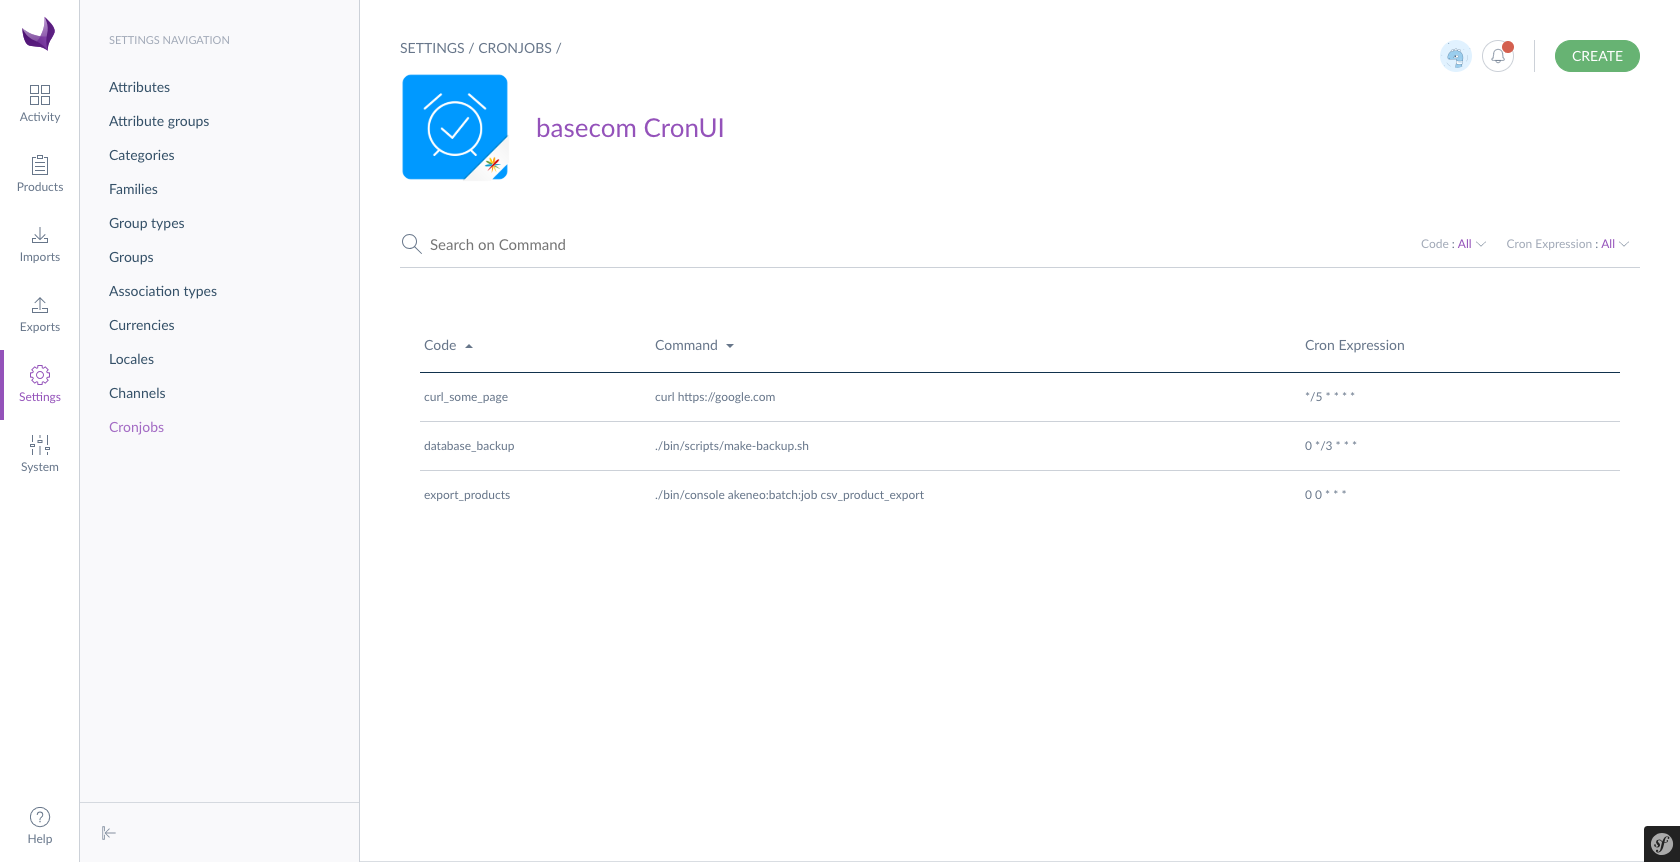 SETTINGS NAVIGATION
Attributes
Attribute groups
Categories
Families
Group types
Groups
Association types
Currencies
Locales
Channels
Cronjobs
Activity
Products
Imports
Exports
Settings
System
Help
SETTINGS / CRONJOBS /
CREATE
basecom CronUI
Search on Command
Code : All
Cron Expression : All
Code Command Cron Expression
curl_some_page curl https://google.com */5 * * * *
database_backup ./bin/scripts/make-backup.sh 0 */3 * * *
export_products ./bin/console akeneo:batch:job csv_product_export 0 0 * * *
sf